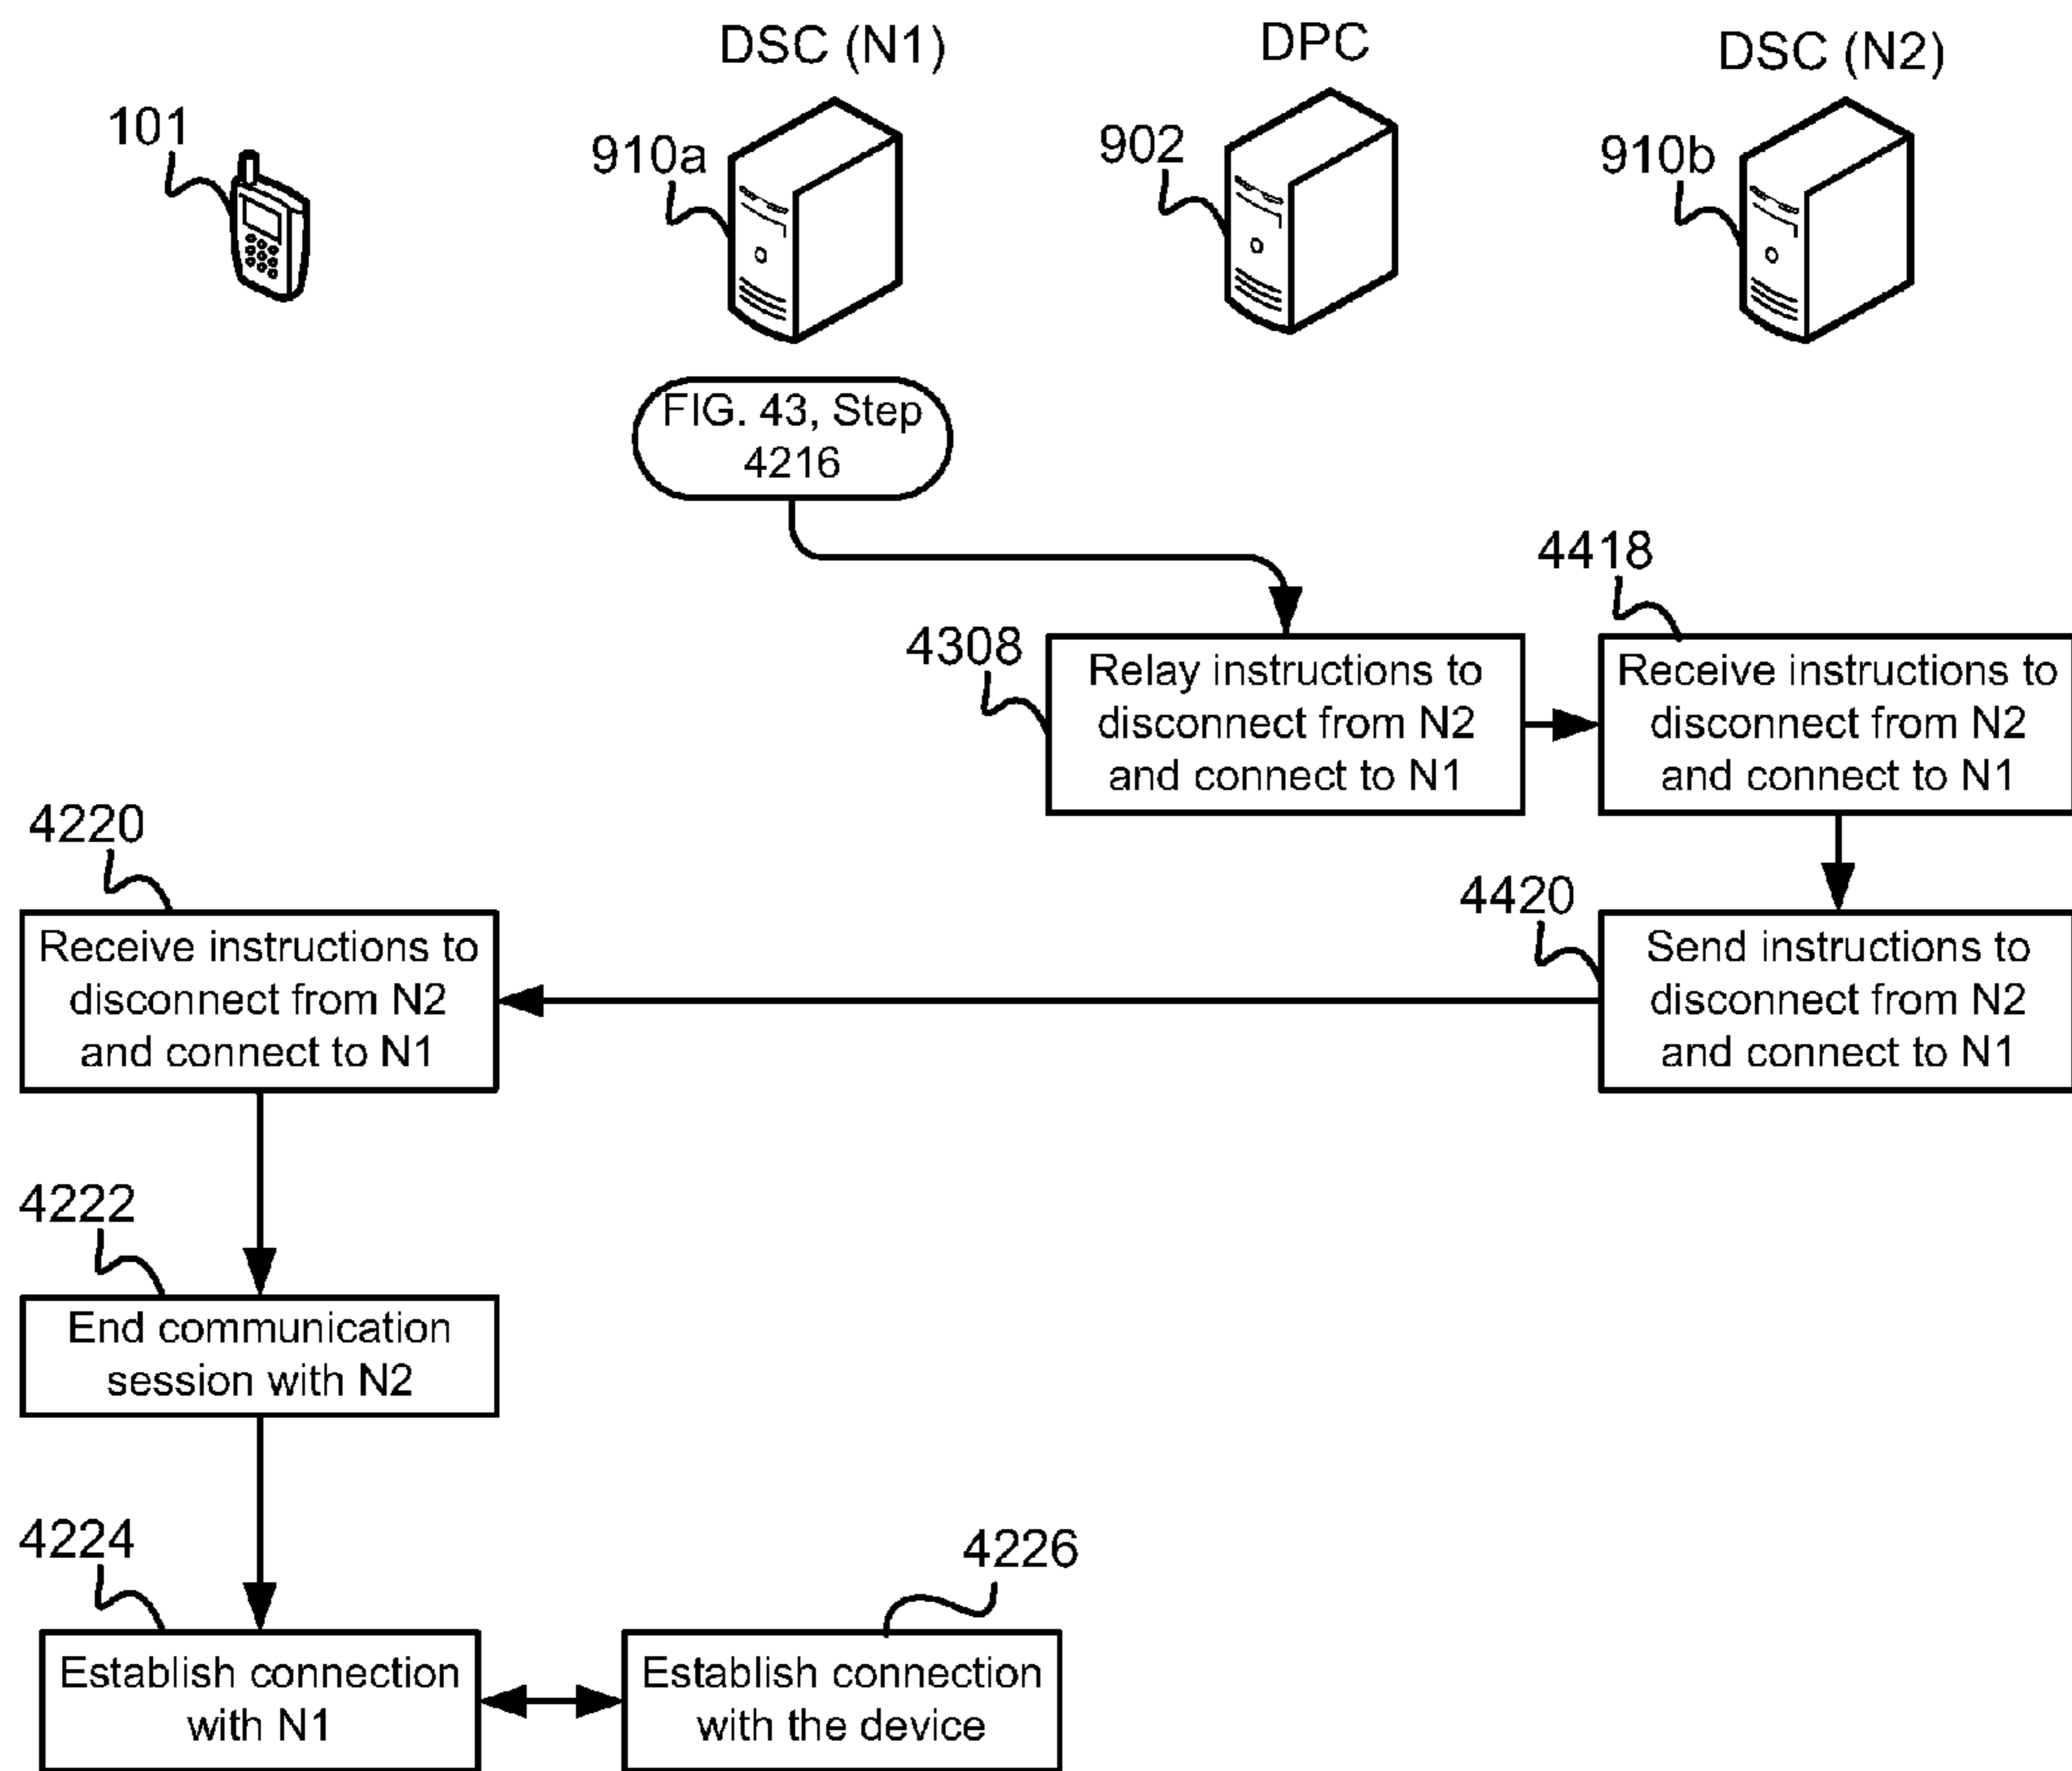 DSC (N1)
DPC
DSC (N2)
101
910a
902
910b
FIG. 43, Step
4216
4418
4308
Relay instructions to
disconnect from N2
and connect to N1
Receive instructions to
disconnect from N2
and connect to N1
4220
4420
Receive instructions to
disconnect from N2
and connect to N1
Send instructions to
disconnect from N2
and connect to N1
4222
End communication
session with N2
4224
4226
Establish connection
with N1
Establish connection
with the device